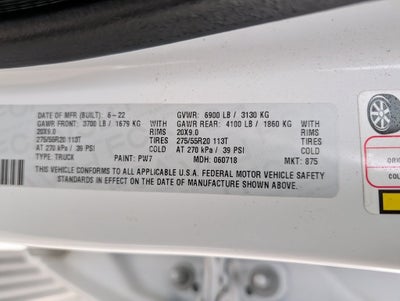 DATE OF MFR (BUILT): 6-22 GVWR: 6900 LB / 3130 KG
GAWR FRONT: 3700 LB / 1679 KG GAWR REAR: 4100 LB / 1860 KG
20X9.0 RIMS 20X9.0
275/55R20 113T TIRES 275/55R20 113T
AT 270 kPa / 39 PSI COLD AT 270 kPa / 39 PSI
WITH
RIMS
TIRES
COLD
TYPE: TRUCK PAINT: PW7 MDH: 060718 MKT: 875
THIS VEHICLE CONFORMS TO ALL APPLICABLE U.S.A. FEDERAL MOTOR VEHICLE SAFETY
STANDARDS IN EFFECT ON THE DATE OF MANUFACTURE SHOWN ABOVE.
ORI
COL